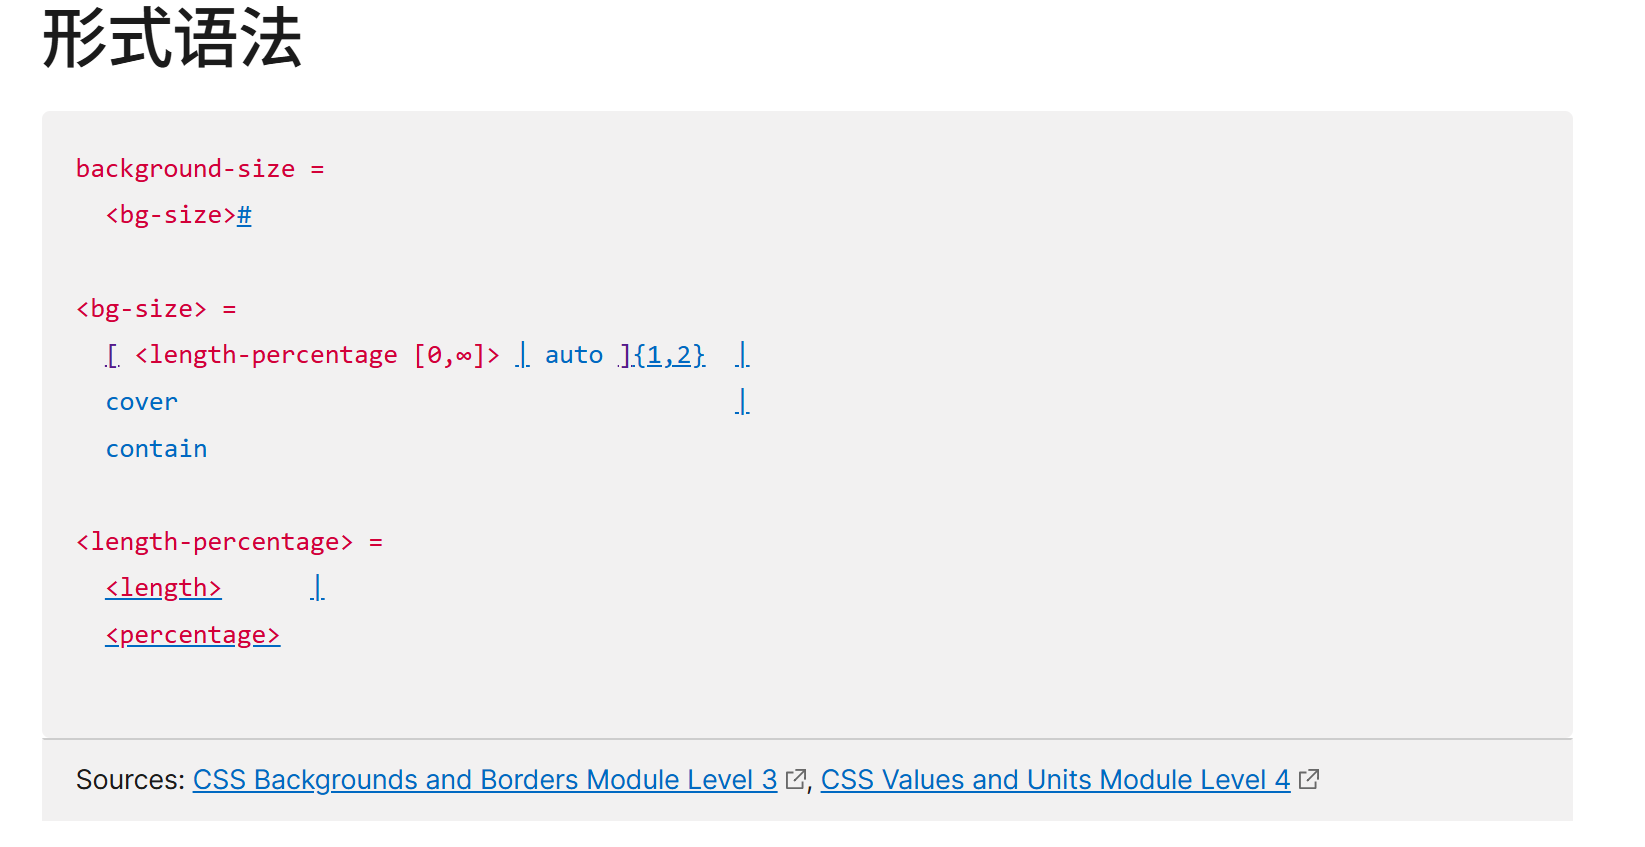 形式语法
background-size =
<bg-size>#
<bg-size> =
[ <length-percentage [0,∞]> | auto ]{1,2} |
cover |
contain
<length-percentage> =
<length> |
<percentage>
Sources: CSS Backgrounds and Borders Module Level 3, CSS Values and Units Module Level 4